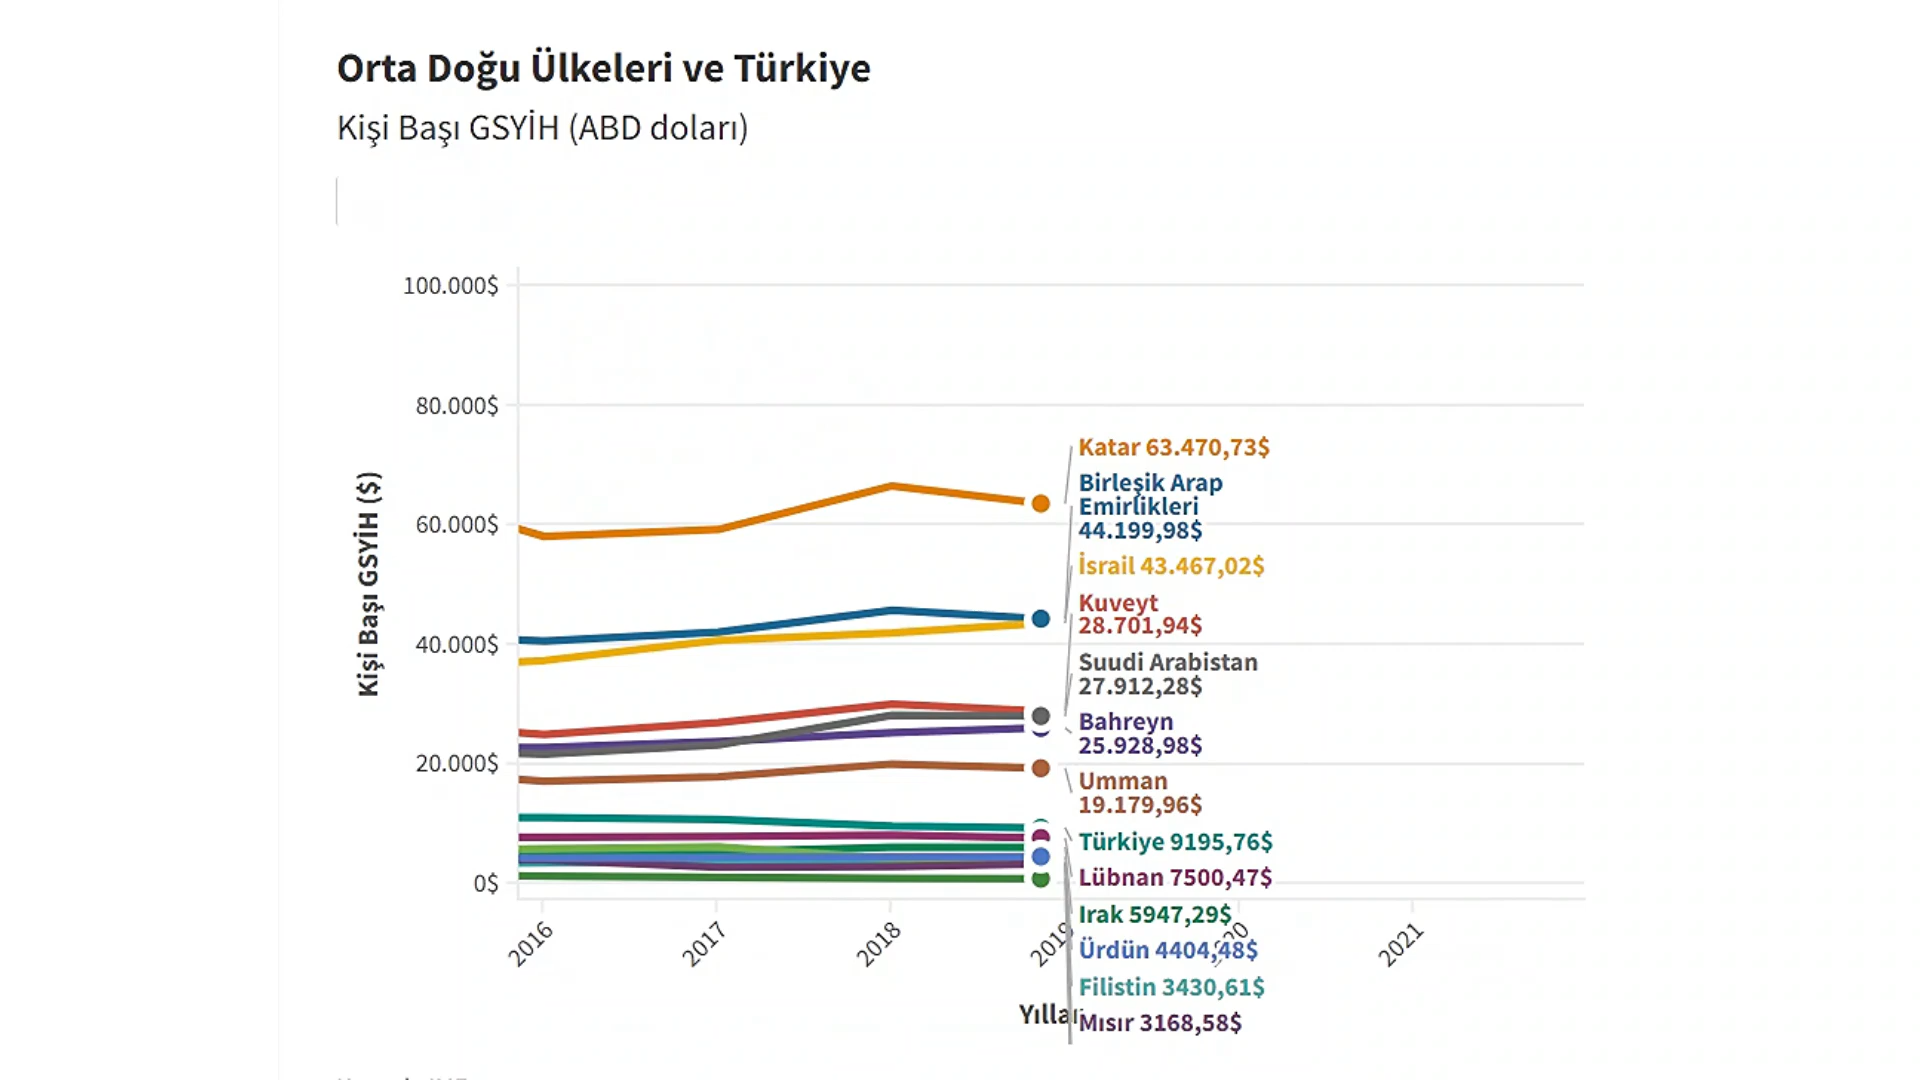 Orta Doğu Ülkeleri ve Türkiye
Kişi Başı GSYİH (ABD doları)
100.000$
80.000$
60.000$
40.000$
20.000$
0$
Kişi Başı GSYİH ($)
Katar 63.470,73$
Birleşik Arap
Emirlikleri
44.199,98$
İsrail 43.467,02$
Kuveyt
28.701,94$
Suudi Arabistan
27.912,28$
Bahreyn
25.928,98$
Umman
19.179,96$
Türkiye 9195,76$
Lübnan 7500,47$
Irak 5947,29$
Ürdün 4404,48$
Filistin 3430,61$
Mısır 3168,58$
2016
2017
2018
2019
2021
Yıllar